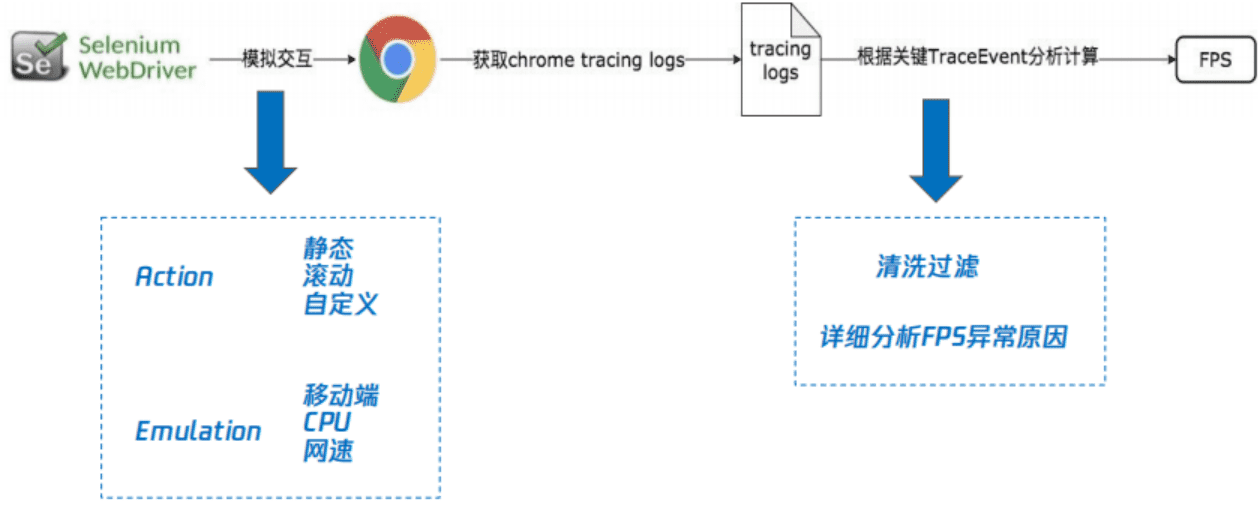 Se
Selenium
WebDriver
模拟交互
获取chrome tracing logs
tracing
logs
根据关键TraceEvent分析计算
FPS
Action
静态
滚动
自定义
Emulation
移动端
CPU
网速
清洗过滤
详细分析FPS异常原因